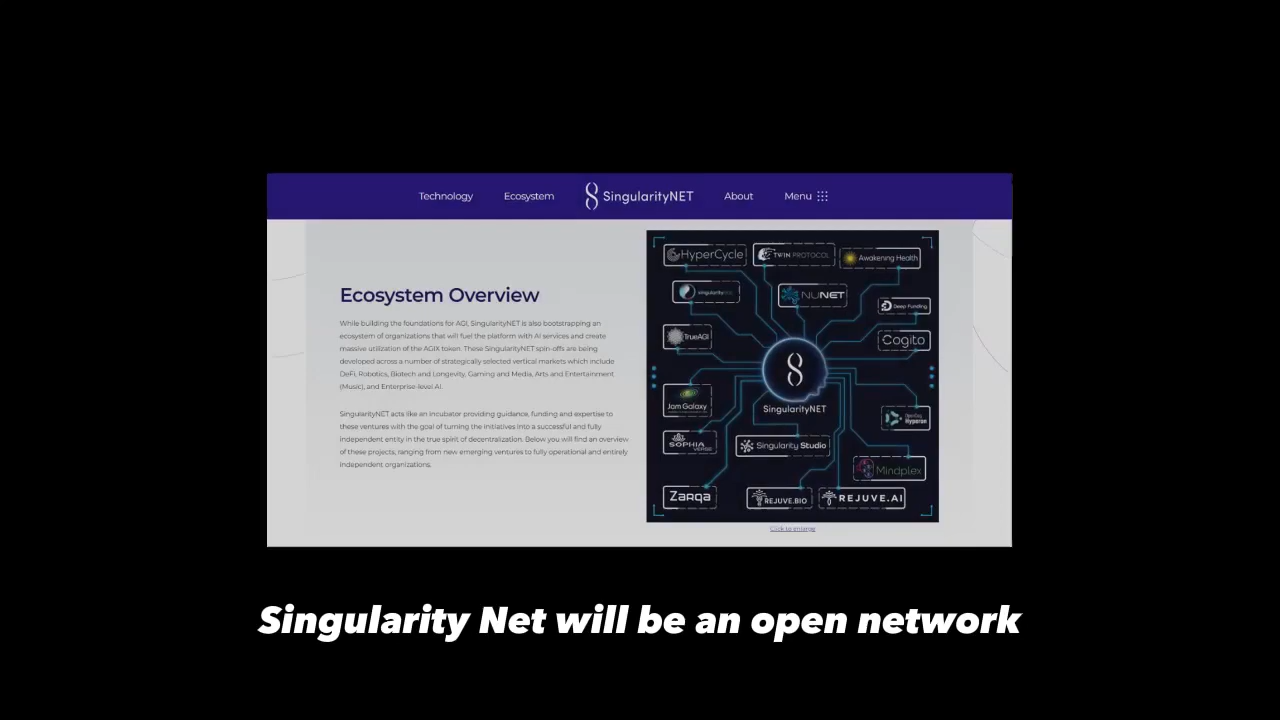 Technology Ecosystem SingularityNET About Menu
Ecosystem Overview
While building the foundations for AGI, SingularityNET is also bootstrapping an
ecosystem of organizations that will fuel the platform with AI services and create
massive utilization of the AGIX token. These SingularityNET spin-offs are being
developed across a number of strategically selected vertical markets which include
DeFi, Robotics, Biotech and Longevity, Gaming and Media, Arts and Entertainment
(Music), and Enterprise-level AI.
SingularityNET acts like an incubator providing guidance, funding and expertise to
these ventures with the goal of turning the initiatives into a successful and fully
independent entity in the true spirit of decentralization. Below you will find an overview
of these projects, ranging from new emerging ventures to fully operational and entirely
independent organizations.
HyperCycle TWIN PROTOCOL Awakening Health
NUNET
Deep Funding
TrueAGI Cogito
SingularityNET
Jam Galaxy
OpenCog
Hyperon
SOPHIA
VERSE
Singularity Studio
Mindplex
Zarqa REJUVE.BIO REJUVE.AI
Click to enlarge
Singularity Net will be an open network